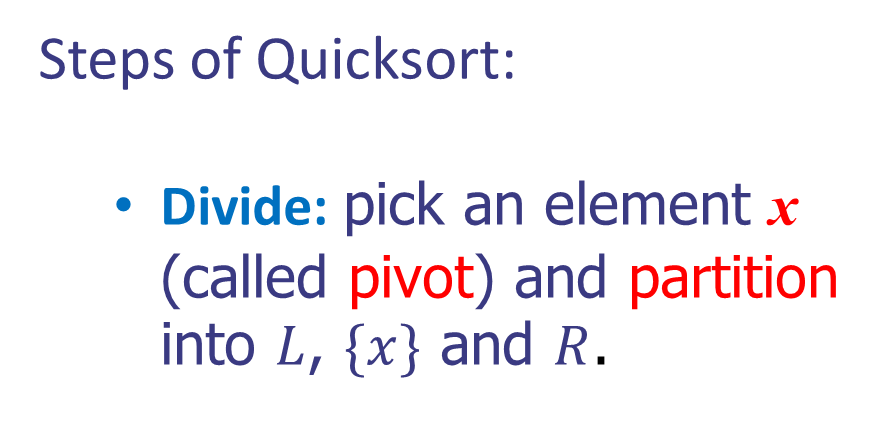 Steps of Quicksort:
• Divide: pick an element x
(called pivot) and partition
into L, {x} and R.